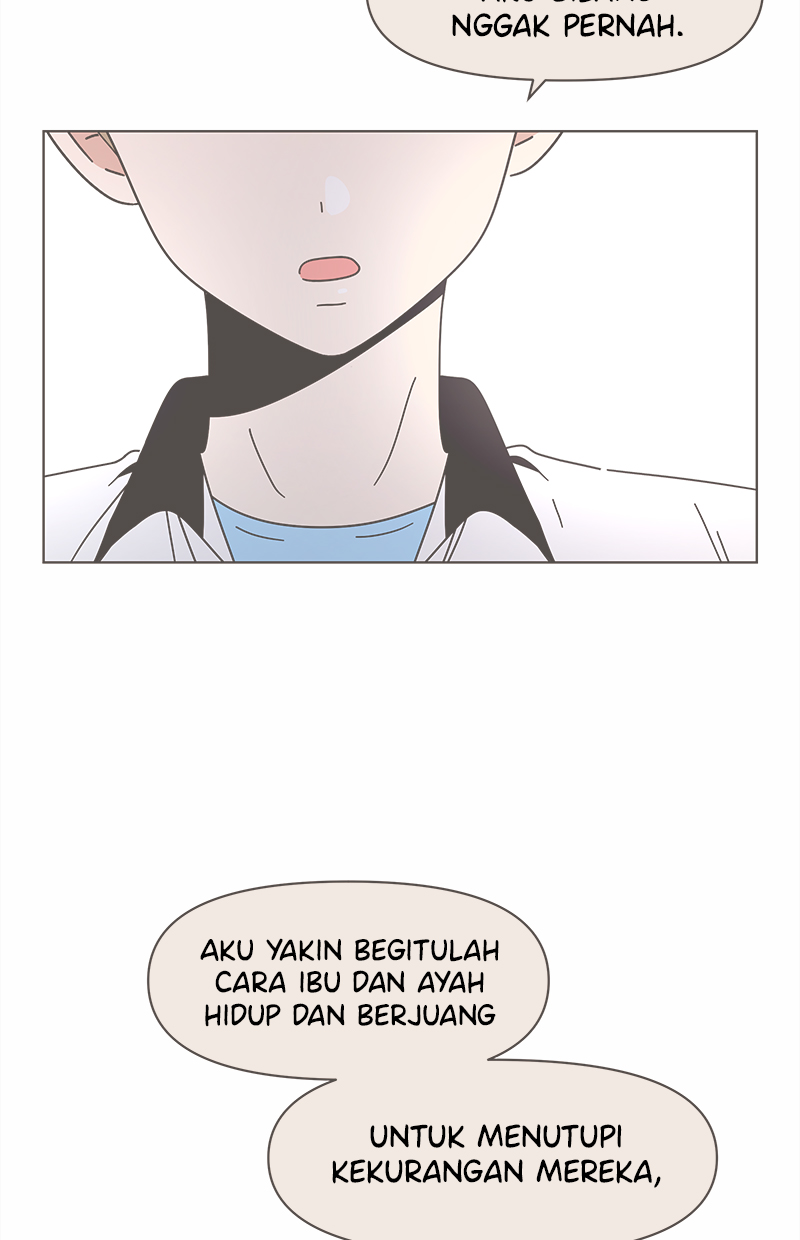 NGGAK PERNAH.
AKU YAKIN BEGITULAH
CARA IBU DAN AYAH
HIDUP DAN BERJUANG
UNTUK MENUTUPI
KEKURANGAN MEREKA,